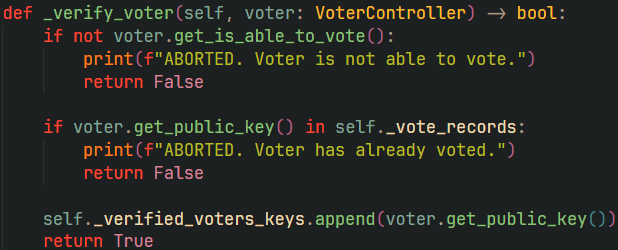 def _verify_voter(self, voter: VoterController) -> bool:
    if not voter.get_is_able_to_vote():
        print(f"ABORTED. Voter is not able to vote.")
        return False

    if voter.get_public_key() in self._vote_records:
        print(f"ABORTED. Voter has already voted.")
        return False

    self._verified_voters_keys.append(voter.get_public_key())
    return True